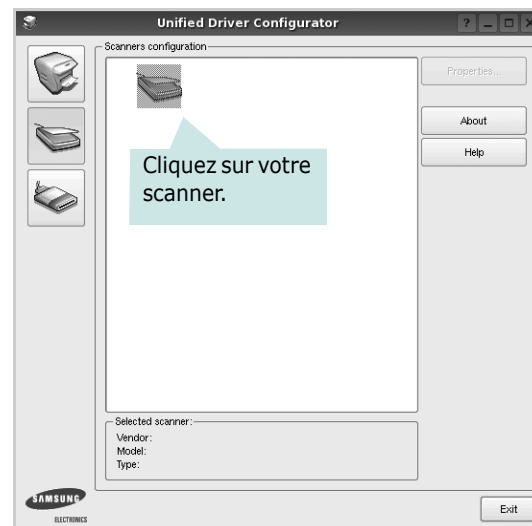 Unified Driver Configurator
Scanners configuration
Properties...
About
Help
Cliquez sur votre
scanner.
Selected scanner:
Vendor:
Model:
Type:
SAMSUNG
ELECTRONICS
Exit